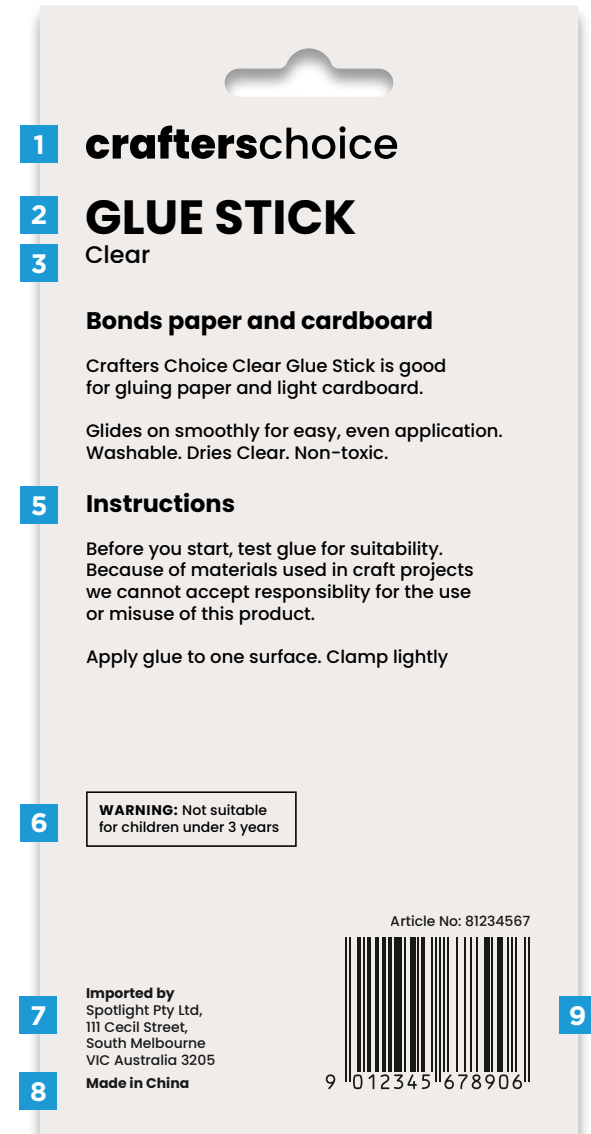 1
crafterschoice
2
GLUE STICK
3
Clear
Bonds paper and cardboard
Crafters Choice Clear Glue Stick is good
for gluing paper and light cardboard.
Glides on smoothly for easy, even application.
Washable. Dries Clear. Non-toxic.
5
Instructions
Before you start, test glue for suitability.
Because of materials used in craft projects
we cannot accept responsiblity for the use
or misuse of this product.
Apply glue to one surface. Clamp lightly
6
WARNING: Not suitable
for children under 3 years
Article No: 81234567
7
Imported by
Spotlight Pty Ltd,
111 Cecil Street,
South Melbourne
VIC Australia 3205
8
Made in China
9 012345 678906
9